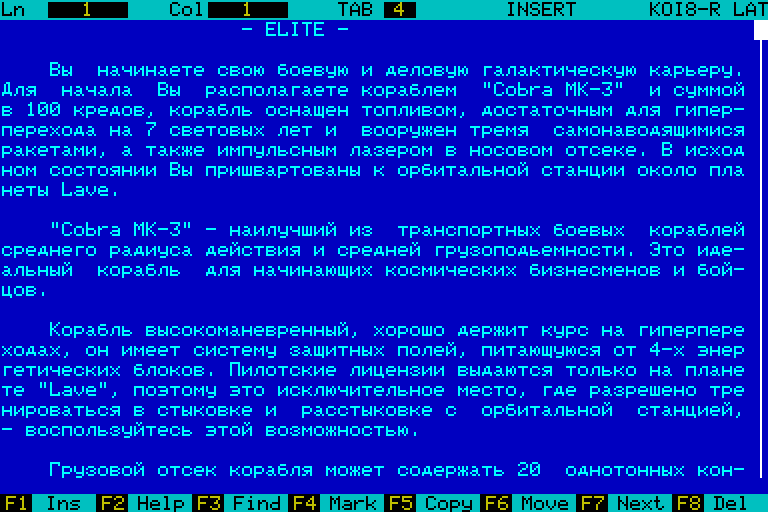 Ln 1 Col 1 TAB 4 INSERT KOI8-R LAT
- ELITE -
Вы начинаете свою боевую и деловую галактическую карьеру.
Для начала Вы располагаете кораблем "Cobra MK-3" и суммой
в 100 кредов, корабль оснащен топливом, достаточным для гипер-
перехода на 7 световых лет и вооружен тремя самонаводящимися
ракетами, а также импульсным лазером в носовом отсеке. В исход
ном состоянии Вы пришвартованы к орбитальной станции около пла
неты Lave.
"Cobra MK-3" - наилучший из транспортных боевых кораблей
среднего радиуса действия и средней грузоподьемности. Это иде-
альный корабль для начинающих космических бизнесменов и бой-
цов.
Корабль высокоманевренный, хорошо держит курс на гиперпере
ходах, он имеет систему защитных полей, питающуюся от 4-х энер
гетических блоков. Пилотские лицензии выдаются только на плане
те "Lave", поэтому это исключительное место, где разрешено тре
нироваться в стыковке и расстыковке с орбитальной станцией,
- воспользуйтесь этой возможностью.
Грузовой отсек корабля может содержать 20 однотонных кон-
F1 Ins F2 Help F3 Find F4 Mark F5 Copy F6 Move F7 Next F8 Del